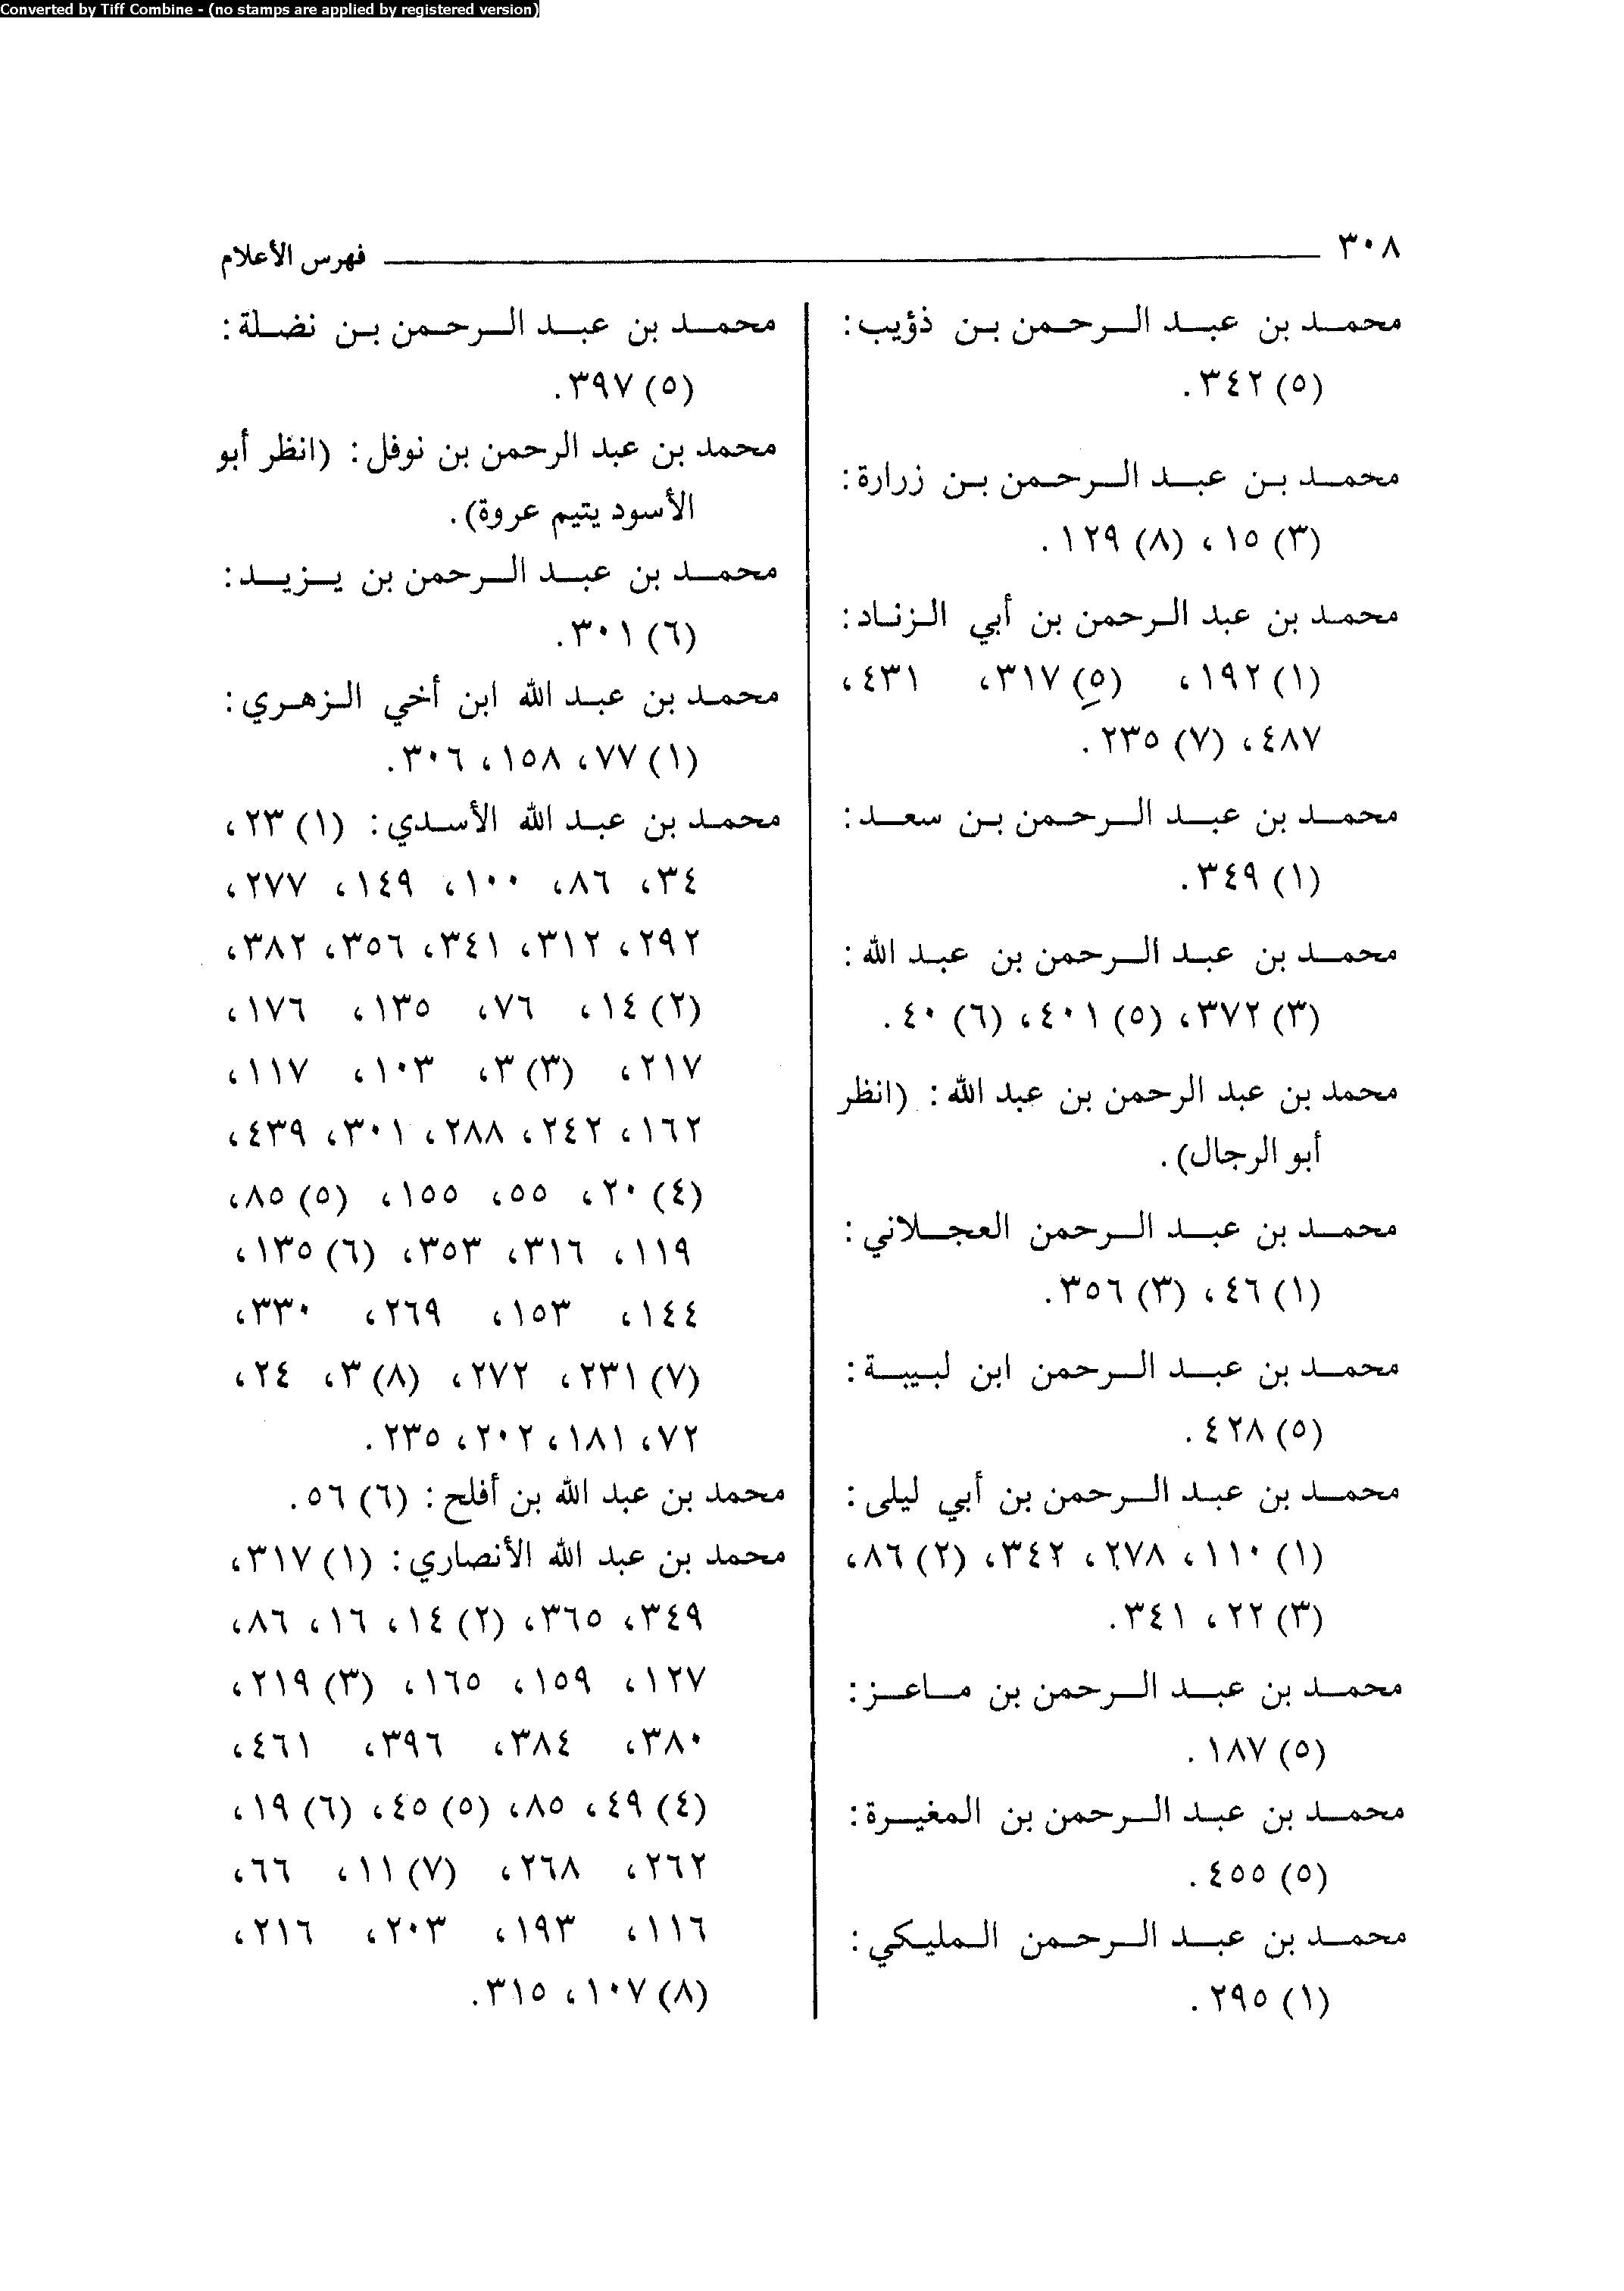 Converted by Tiff Combine - (no stamps are applied by registered version)
٣٠٨ فهرس الأعلام
محمد بن عبد الرحمن بن ذؤيب:
(٥) ٣٤٢.
محمد بن عبد الرحمن بن زرارة:
(٣) ١٥، (٨) ١٢٩.
محمد بن عبد الرحمن بن أبي الزناد:
(١) ١٩٢، (٥) ٣١٧، ٤٣١،
٤٨٧، (٧) ٢٣٥.
محمد بن عبد الرحمن بن سعد:
(١) ٣٤٩.
محمد بن عبد الرحمن بن عبد الله:
(٣) ٣٧٢، (٥) ٤٠١، (٦) ٤٠.
محمد بن عبد الرحمن بن عبد الله: (انظر
أبو الرجال).
محمد بن عبد الرحمن العجلاني:
(١) ٤٦، (٣) ٣٥٦.
محمد بن عبد الرحمن ابن لبيبة:
(٥) ٤٢٨.
محمد بن عبد الرحمن بن أبي ليلى:
(١) ١١٠، ٢٧٨، ٣٤٢، (٢) ٨٦،
(٣) ٢٢، ٣٤١.
محمد بن عبد الرحمن بن ماعز:
(٥) ١٨٧.
محمد بن عبد الرحمن بن المغيرة:
(٥) ٤٥٥.
محمد بن عبد الرحمن المليكي:
(١) ٢٩٥.
محمد بن عبد الرحمن بن نضلة:
(٥) ٣٩٧.
محمد بن عبد الرحمن بن نوفل: (انظر أبو
الأسود يتيم عروة).
محمد بن عبد الرحمن بن يزيد:
(٦) ٣٠١.
محمد بن عبد الله ابن أخي الزهري:
(١) ٧٧، ١٥٨، ٣٠٦.
محمد بن عبد الله الأسدي: (١) ٢٣،
٣٤، ٨٦، ١٠٠، ١٤٩، ٢٧٧،
٢٩٢، ٣١٢، ٣٤١، ٣٥٦، ٣٨٢،
(٢) ١٤، ٧٦، ١٣٥، ١٧٦،
٢١٧، (٣) ٣، ١٠٣، ١١٧،
١٦٢، ٢٤٢، ٢٨٨، ٣٠١، ٤٣٩،
(٤) ٢٠، ٥٥، ١٥٥، (٥) ٨٥،
١١٩، ٣١٦، ٣٥٣، (٦) ١٣٥،
١٤٤، ١٥٣، ٢٦٩، ٣٣٠،
(٧) ٢٣١، ٢٧٢، (٨) ٣، ٢٤،
٧٢، ١٨١، ٢٠٢، ٢٣٥.
محمد بن عبد الله بن أفلح: (٦) ٥٦.
محمد بن عبد الله الأنصاري: (١) ٣١٧،
٣٤٩، ٣٦٥، (٢) ١٤، ١٦، ٨٦،
١٢٧، ١٥٩، ١٦٥، (٣) ٢١٩،
٣٨٠، ٣٨٤، ٣٩٦، ٤٦١،
(٤) ٤٩، ٨٥، (٥) ٤٥، (٦) ١٩،
٢٦٢، ٢٦٨، (٧) ١١، ٦٦،
١١٦، ١٩٣، ٢٠٣، ٢١٦،
(٨) ١٠٧، ٣١٥.